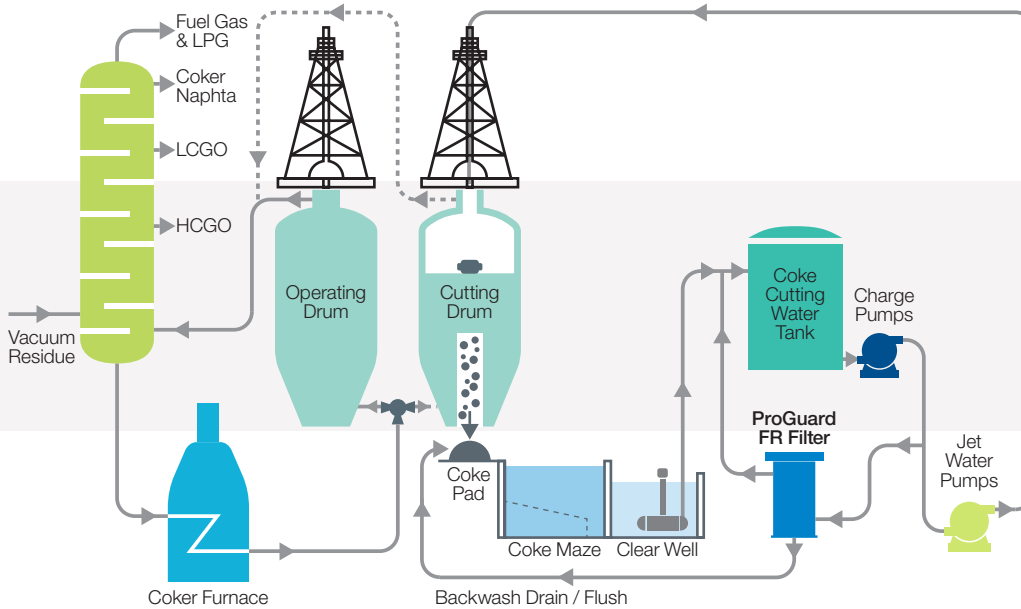 Fuel Gas
& LPG
Coker
Naphta
LCGO
HCGO
Vacuum
Residue
Operating
Drum
Cutting
Drum
Coke
Cutting
Water
Tank
Charge
Pumps
ProGuard
FR Filter
Jet
Water
Pumps
Coke
Pad
Coke Maze
Clear Well
Coker Furnace
Backwash Drain / Flush